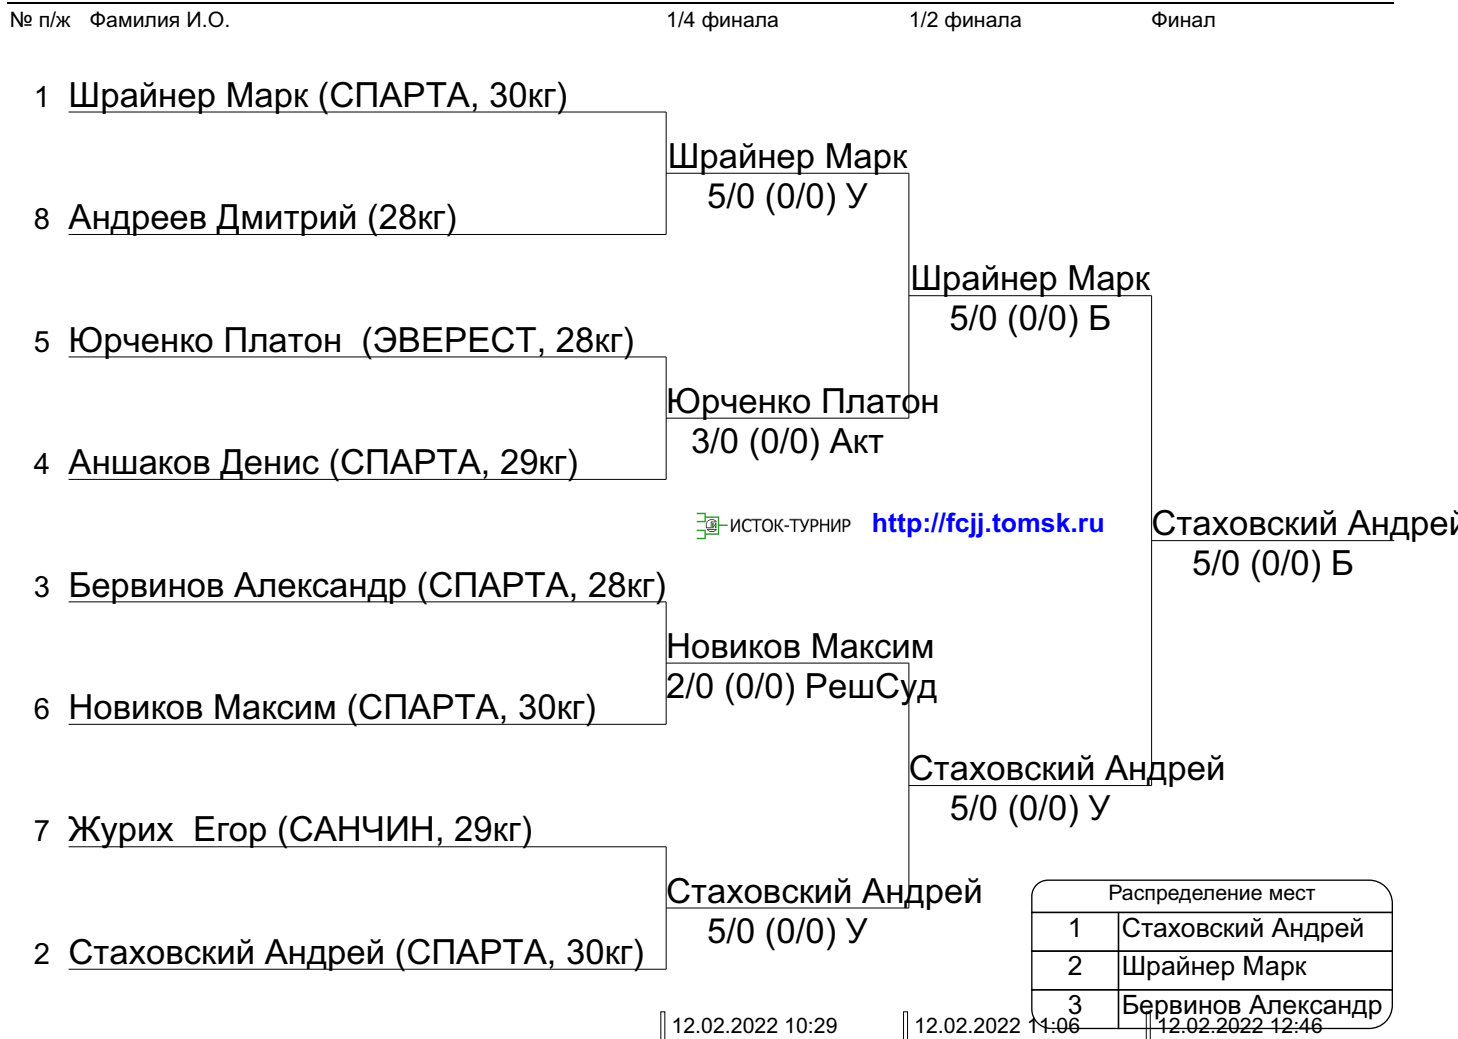 № п/ж Фамилия И.О. 1/4 финала 1/2 финала Финал
1 Шрайнер Марк (СПАРТА, 30кг)
Шрайнер Марк
5/0 (0/0) У
8 Андреев Дмитрий (28кг)
Шрайнер Марк
5/0 (0/0) Б
5 Юрченко Платон (ЭВЕРЕСТ, 28кг)
Юрченко Платон
3/0 (0/0) Акт
4 Аншаков Денис (СПАРТА, 29кг)
ИСТОК-ТУРНИР http://fcjj.tomsk.ru
Стаховский Андрей
5/0 (0/0) Б
3 Бервинов Александр (СПАРТА, 28кг)
Новиков Максим
2/0 (0/0) РешСуд
6 Новиков Максим (СПАРТА, 30кг)
Стаховский Андрей
5/0 (0/0) У
7 Журих Егор (САНЧИН, 29кг)
Стаховский Андрей
5/0 (0/0) У
2 Стаховский Андрей (СПАРТА, 30кг)
Распределение мест
1 Стаховский Андрей
2 Шрайнер Марк
3 Бервинов Александр
12.02.2022 10:29 12.02.2022 11:06 12.02.2022 12:46